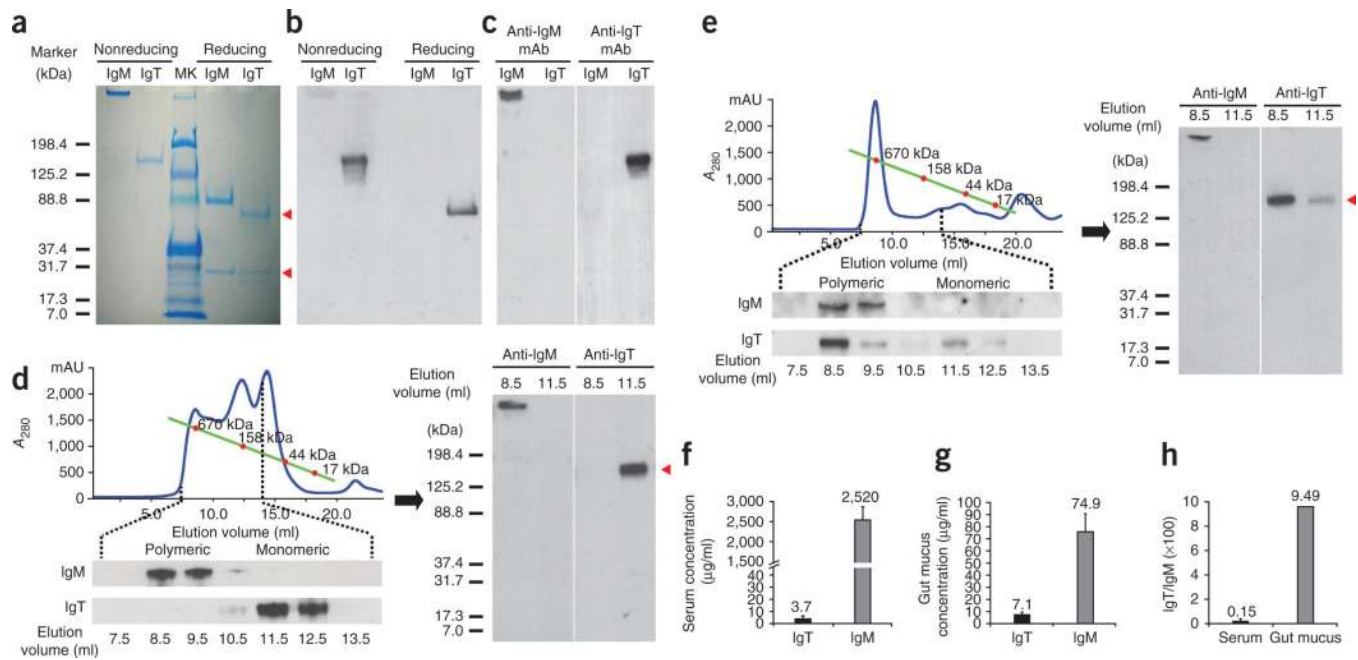 a
Marker
(kDa)
Nonreducing Reducing
IgM IgT MK IgM IgT
198.4
125.2
88.8
37.4
31.7
17.3
7.0
b
Nonreducing Reducing
IgM IgT IgM IgT
c
Anti-IgM mAb Anti-IgT mAb
IgM IgT IgM IgT
d
mAU
2,000
1,500
1,000
500
0
A280
670 kDa
158 kDa
44 kDa
17 kDa
5.0 10.0 15.0 20.0
Elution volume (ml)
Polymeric Monomeric
IgM
IgT
Elution volume (ml)
7.5 8.5 9.5 10.5 11.5 12.5 13.5
Anti-IgM Anti-IgT
Elution volume (ml)
8.5 11.5 8.5 11.5
(kDa)
198.4
125.2
88.8
37.4
31.7
17.3
7.0
e
mAU
2,000
1,500
1,000
500
0
A280
670 kDa
158 kDa
44 kDa
17 kDa
5.0 10.0 15.0 20.0
Elution volume (ml)
Polymeric Monomeric
IgM
IgT
Elution volume (ml)
7.5 8.5 9.5 10.5 11.5 12.5 13.5
Anti-IgM Anti-IgT
Elution volume (ml)
8.5 11.5 8.5 11.5
(kDa)
198.4
125.2
88.8
37.4
31.7
17.3
7.0
f
Serum concentration
(µg/ml)
3,000
2,500
2,000
1,500
40
30
20
10
0
3.7
2,520
IgT IgM
g
Gut mucus
concentration (µg/ml)
100
90
80
70
60
50
40
30
20
10
0
7.1
74.9
IgT IgM
h
IgT/IgM (×100)
10
8
6
4
2
0
0.15
9.49
Serum Gut mucus